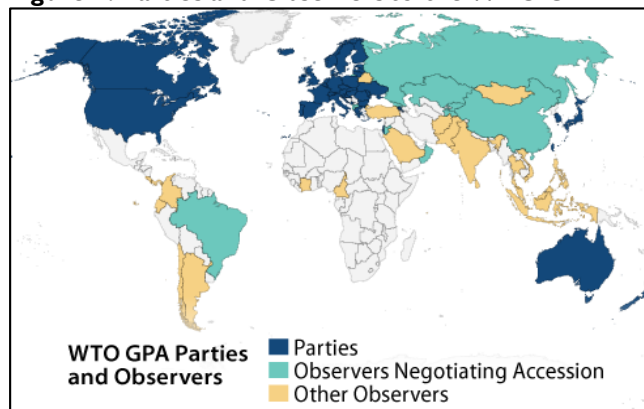 WTO GPA Parties
and Observers
Parties
Observers Negotiating Accession
Other Observers